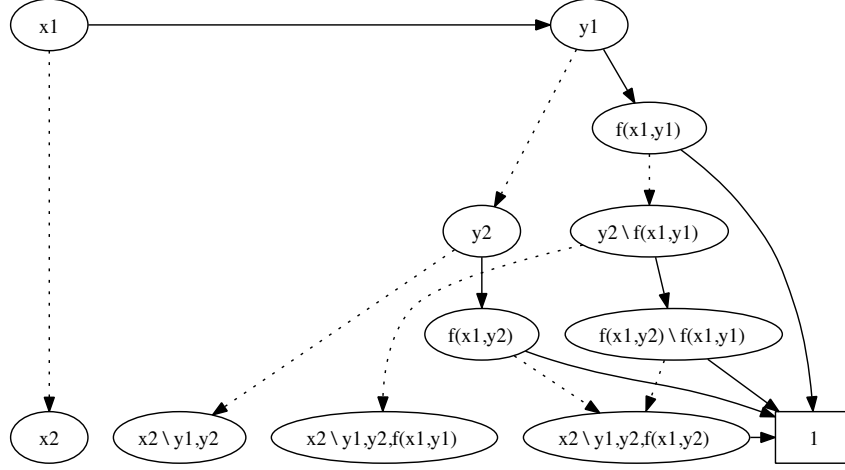 x1
y1
f(x1,y1)
y2
y2 \ f(x1,y1)
f(x1,y2)
f(x1,y2) \ f(x1,y1)
x2
x2 \ y1,y2
x2 \ y1,y2,f(x1,y1)
x2 \ y1,y2,f(x1,y2)
1